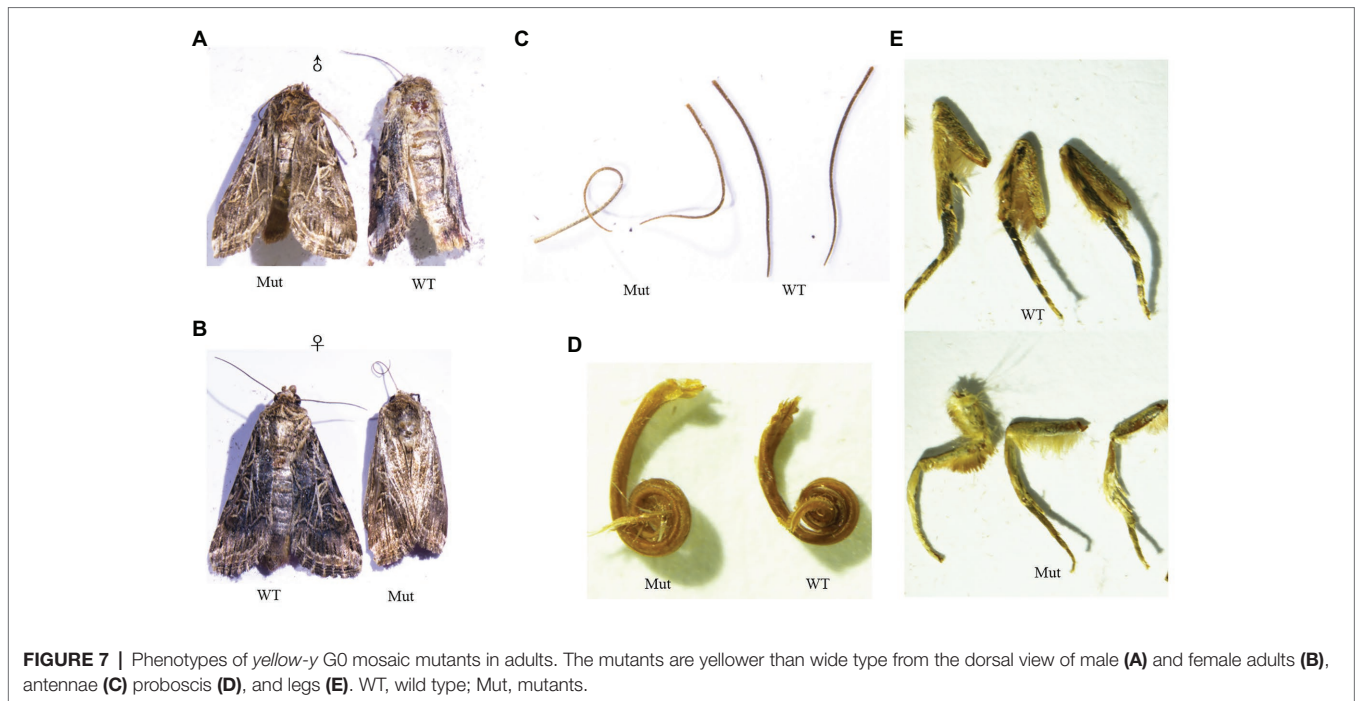 A
♂
Mut
WT
B
♀
WT
Mut
C
Mut
WT
D
Mut
WT
E
WT
Mut
FIGURE 7 | Phenotypes of yellow-y G0 mosaic mutants in adults. The mutants are yellower than wide type from the dorsal view of male (A) and female adults (B),
antennae (C) proboscis (D), and legs (E). WT, wild type; Mut, mutants.